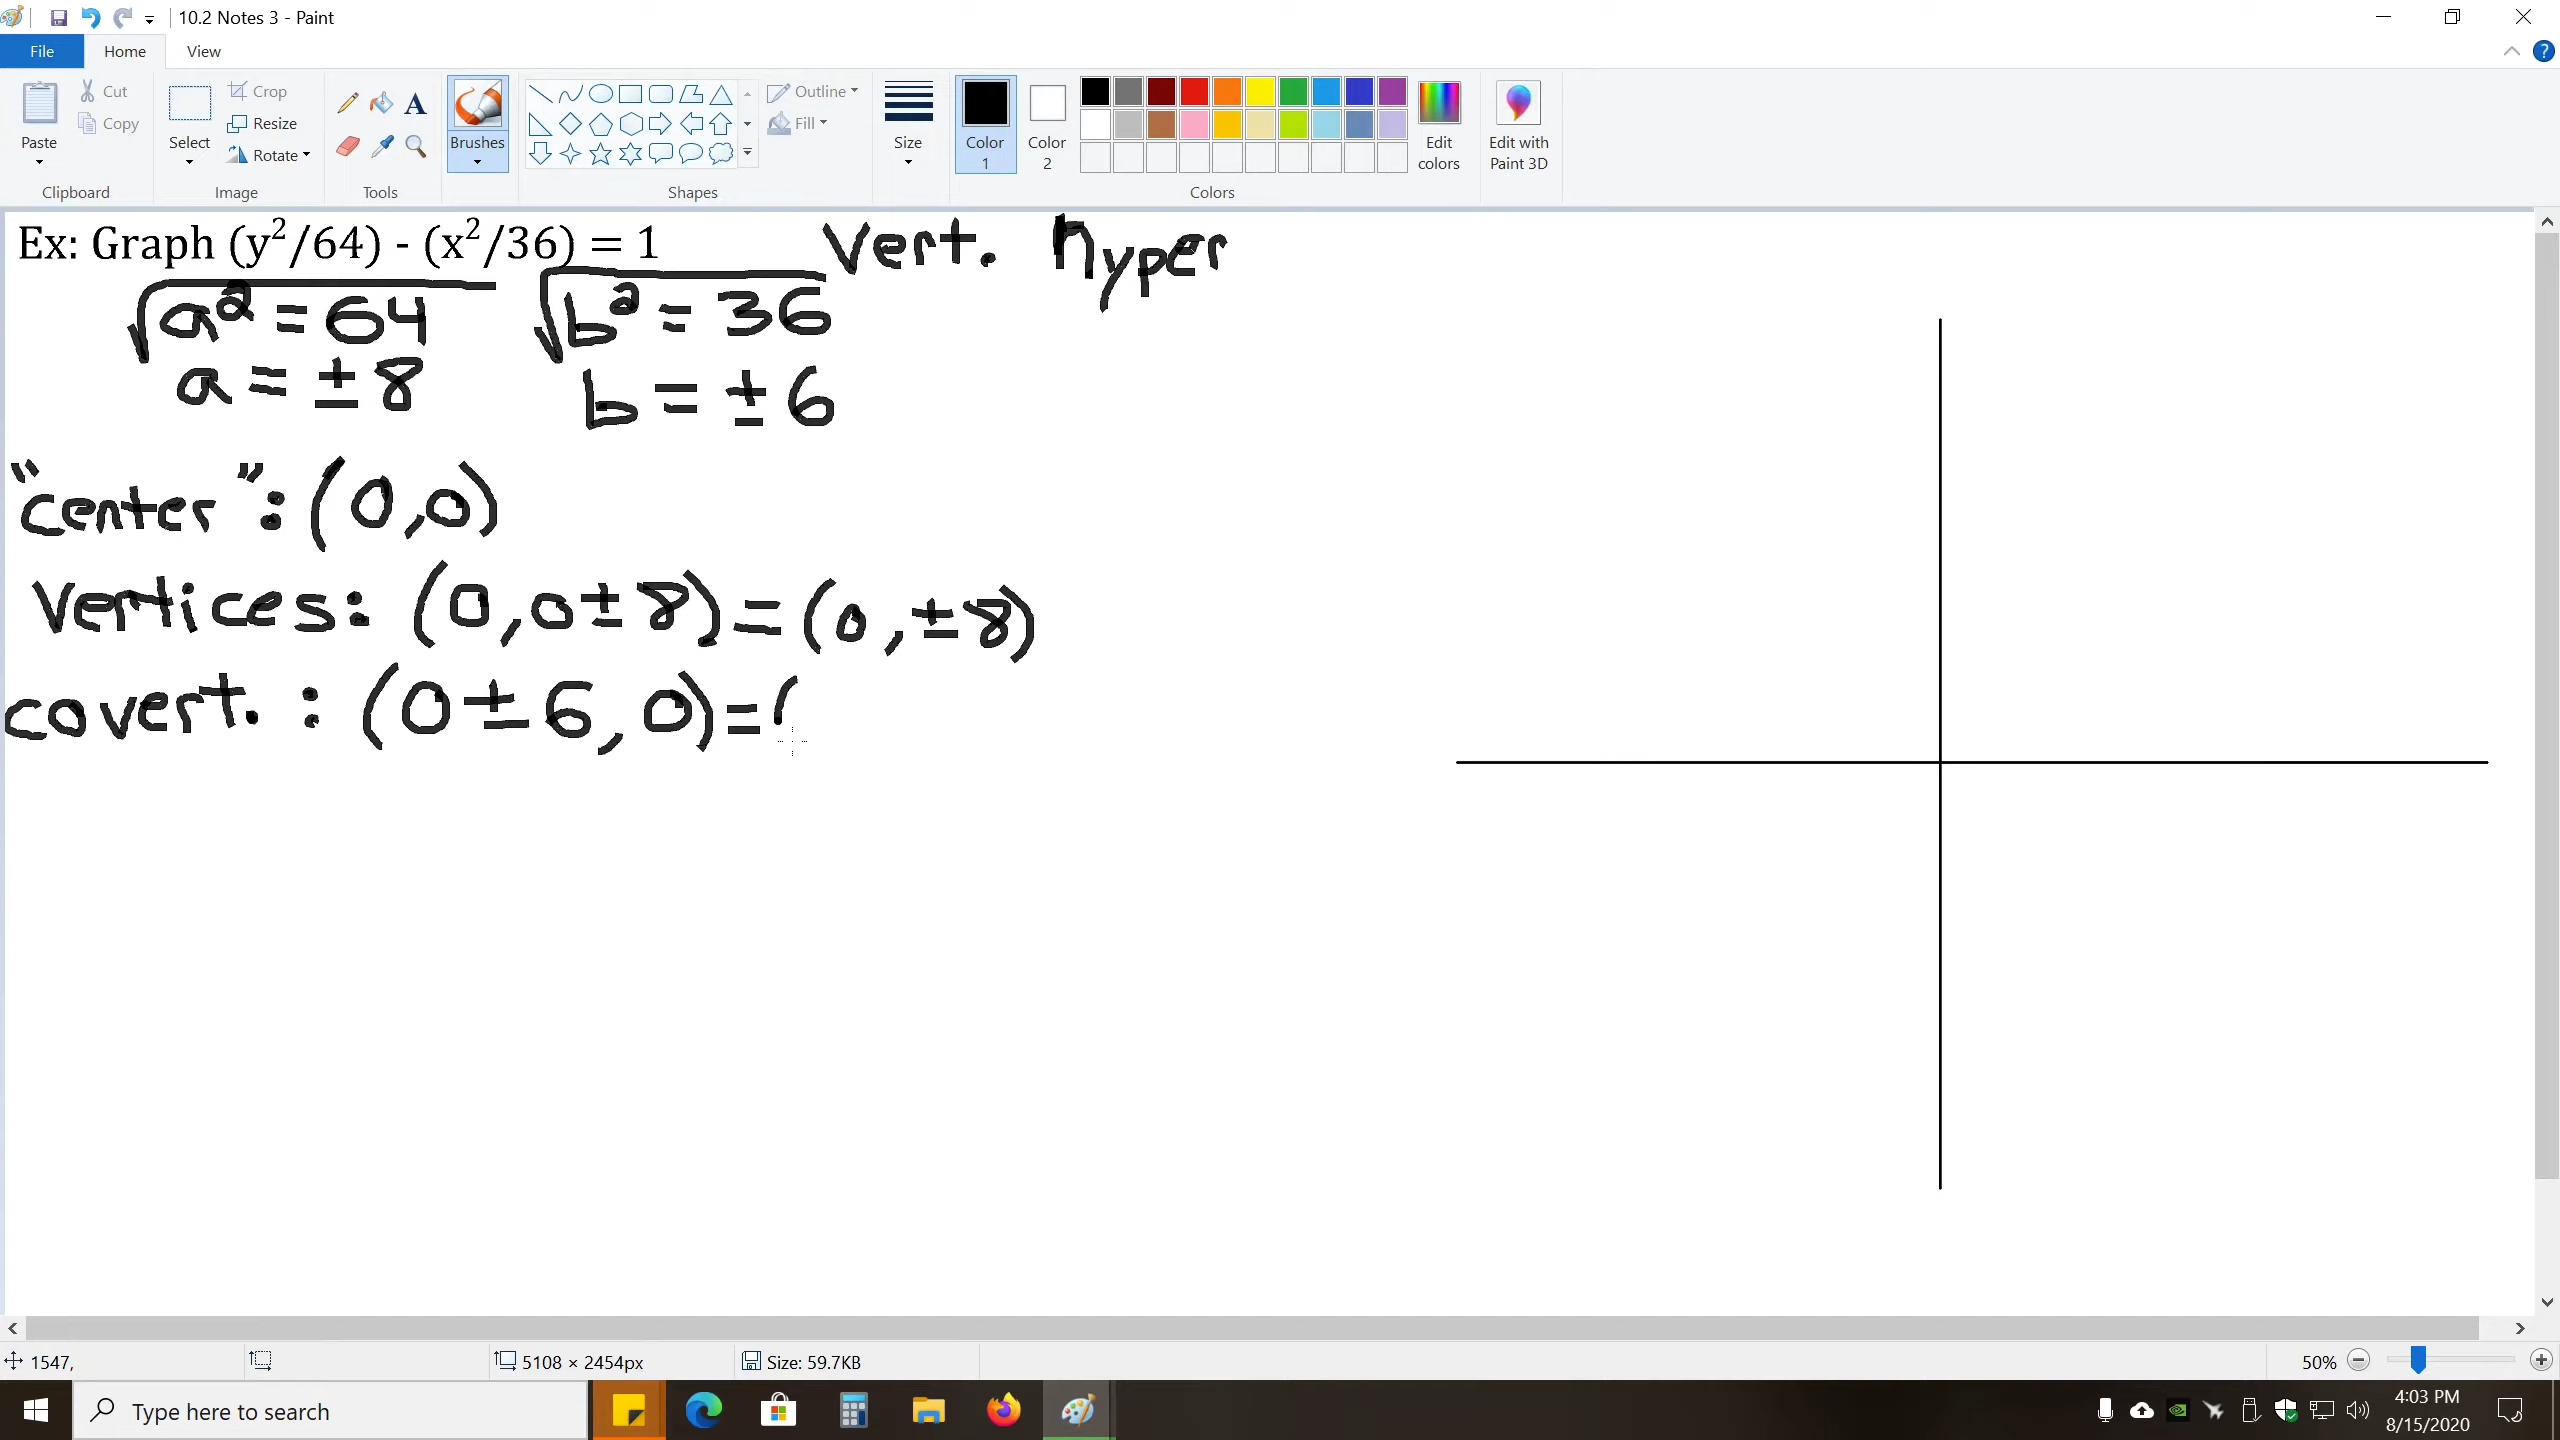 10.2 Notes 3 - Paint
File Home View
Paste Cut Copy Clipboard
Select Crop Resize Rotate Image
Tools
Brushes
Shapes
Outline Fill
Size
Color 1 Color 2
Edit colors
Colors
Edit with Paint 3D
Ex: Graph (y²/64) - (x²/36) = 1 Vert. hyper
√a² = 64 √b² = 36
a = ± 8 b = ± 6
"center": (0,0)
Vertices: (0, 0±8) = (0, ±8)
covert. : (0 ± 6, 0) = (
1547, 5108 × 2454px Size: 59.7KB 50%
Type here to search
4:03 PM
8/15/2020